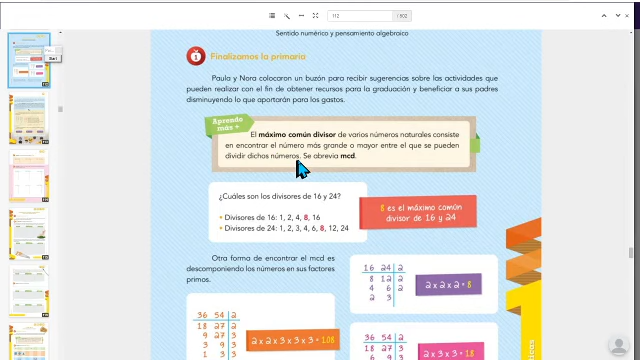 112
502
Sentido numérico y pensamiento algebraico
1
Finalizamos la primaria
Paula y Nora colocaron un buzón para recibir sugerencias sobre las actividades que
pueden realizar con el fin de obtener recursos para la graduación y beneficiar a sus padres
disminuyendo lo que aportarán para los gastos.
Aprendo
más +
El máximo común divisor de varios números naturales consiste
en encontrar el número más grande o mayor entre el que se pueden
dividir dichos números. Se abrevia mcd.
¿Cuáles son los divisores de 16 y 24?
• Divisores de 16: 1, 2, 4, 8, 16
• Divisores de 24: 1, 2, 3, 4, 6, 8, 12, 24
8 es el máximo común
divisor de 16 y 24
Otra forma de encontrar el mcd es
descomponiendo los números en sus factores
primos.
16 24 2
8 12 2
4 6 2
2 3
2 x 2 x 2 = 8
36 54 2
18 27 2
9 27 3
3 9 3
1 3 3
2 x 2 x 3 x 3 x 3 = 108
36 54 2
18 27 3
6 9 3
2 x 3 x 3 = 18